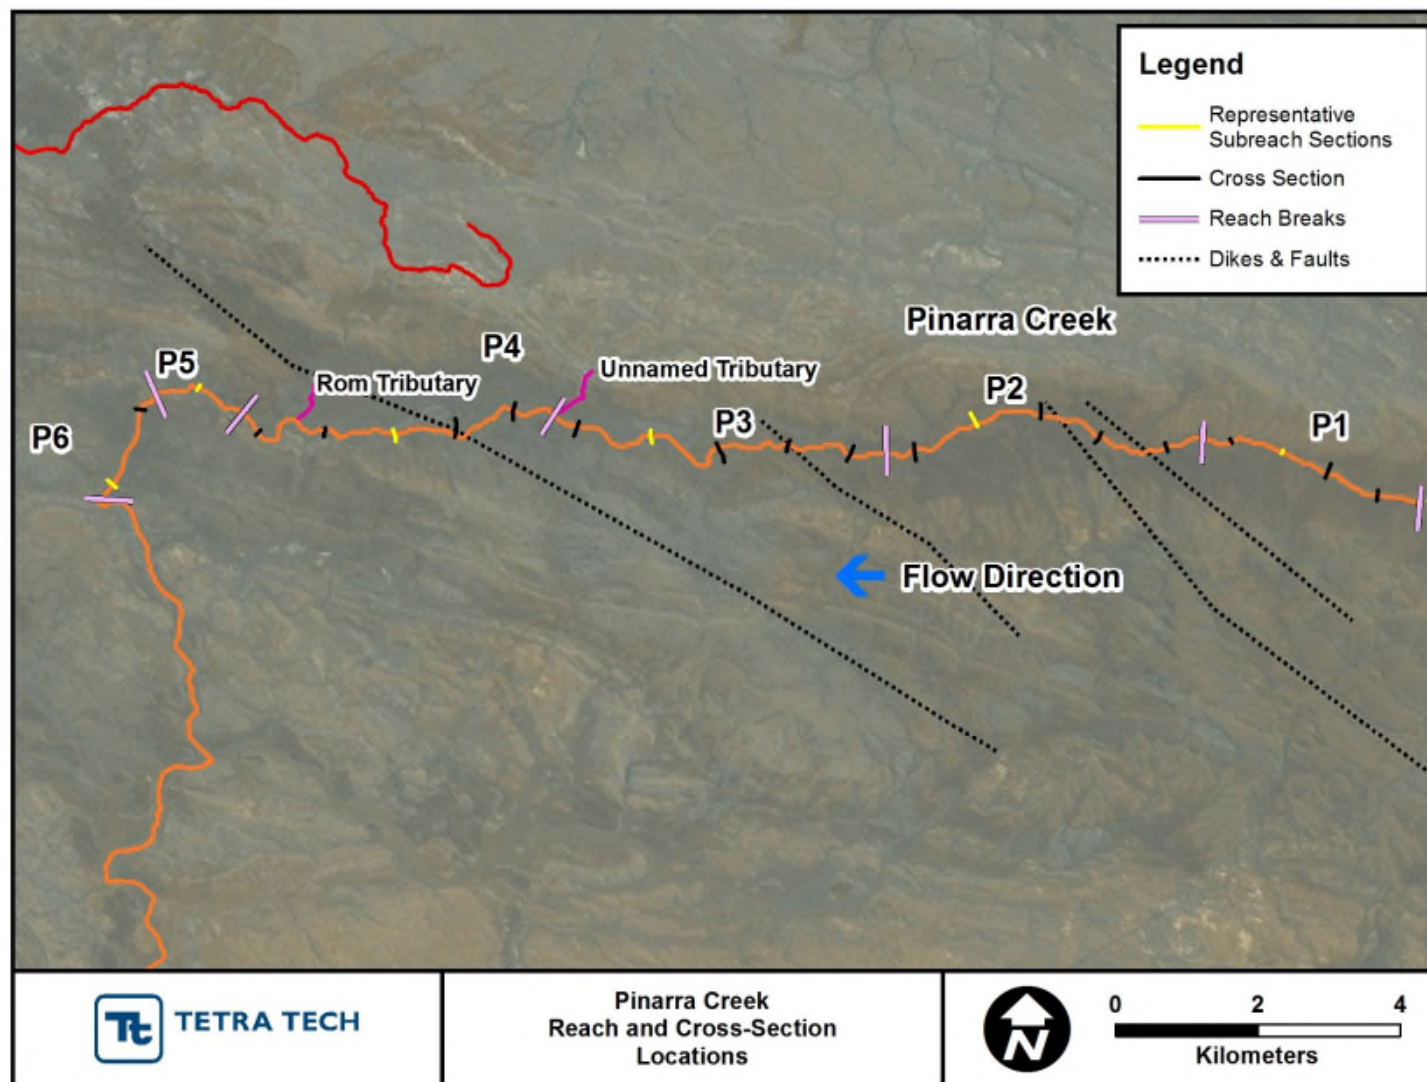 Legend
Representative
Subreach Sections
Cross Section
Reach Breaks
Dikes & Faults
Pinarra Creek
P5
P4
Rom Tributary
Unnamed Tributary
P2
P3
P1
P6
Flow Direction
Tt
TETRA TECH
Pinarra Creek
Reach and Cross-Section
Locations
N
0 2 4
Kilometers